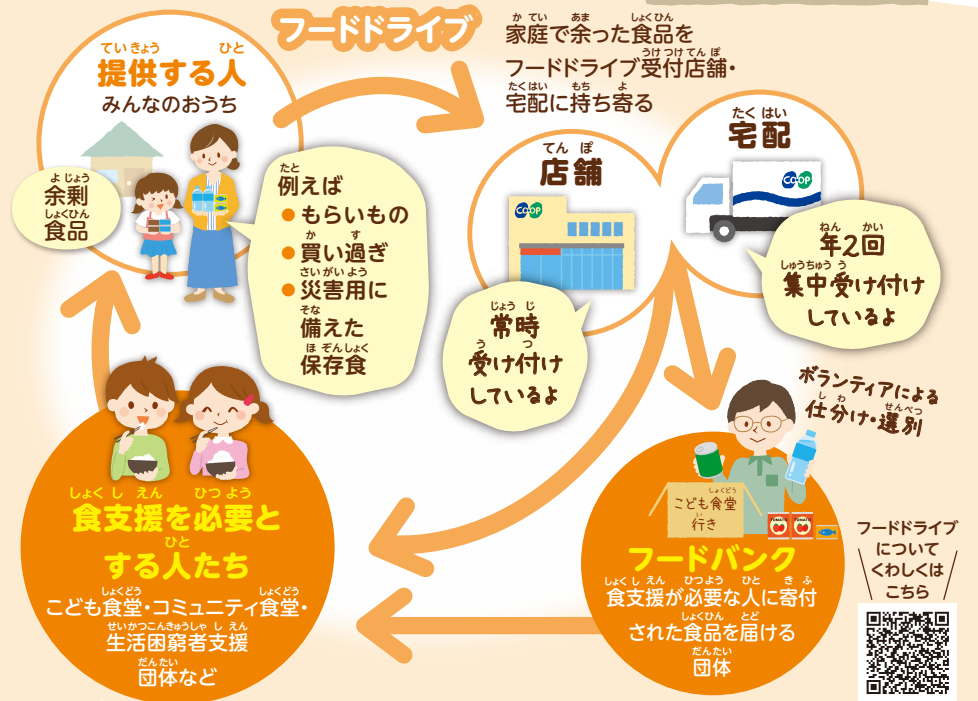 フードドライブ
家庭で余った食品を
フードドライブ受付店舗・
宅配に持ち寄る
提供する人
みんなのおうち
余剰
食品
例えば
●もらいもの
●買い過ぎ
●災害用に
備えた
保存食
店舗
CO・OP
常時
受け付け
しているよ
宅配
CO・OP
年2回
集中受け付け
しているよ
ボランティアによる
仕分け・選別
こども食堂
行き
TOMATO
TOMATO
フードバンク
食支援が必要な人に寄付
された食品を届ける
団体
食支援を必要と
する人たち
こども食堂・コミュニティ食堂・
生活困窮者支援
団体など
フードドライブ
について
くわしくは
こちら